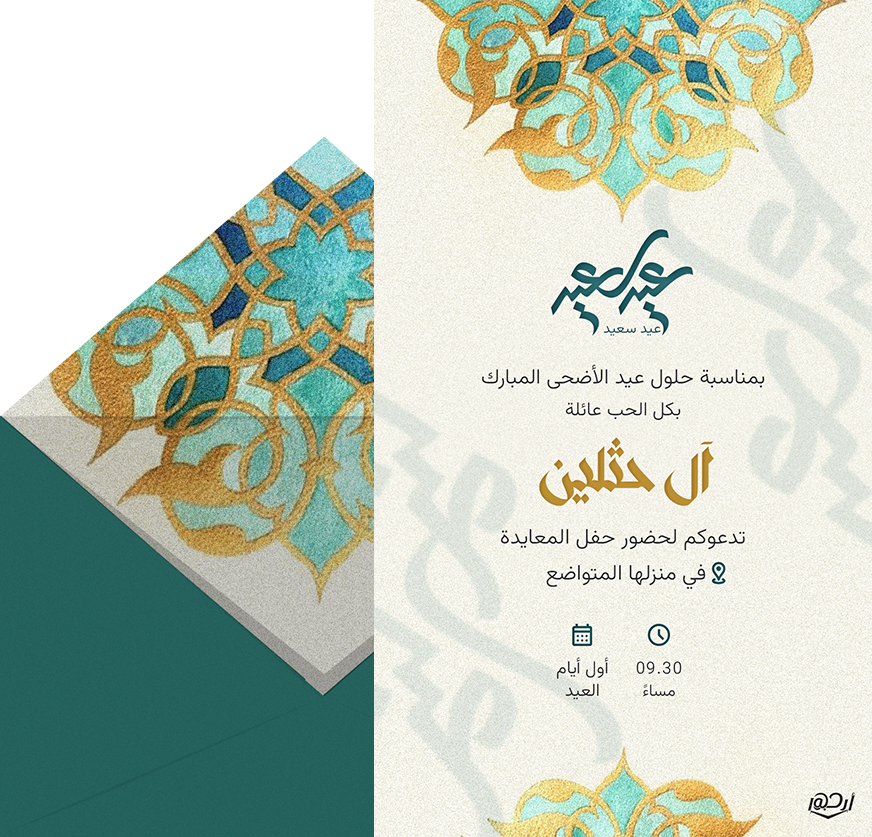 عيد سعيد
عيد سعيد
بمناسبة حلول عيد الأضحى المبارك
بكل الحب عائلة
آل حثلين
تدعوكم لحضور حفل المعايدة
في منزلها المتواضع
09.30
مساءً
أول أيام
العيد